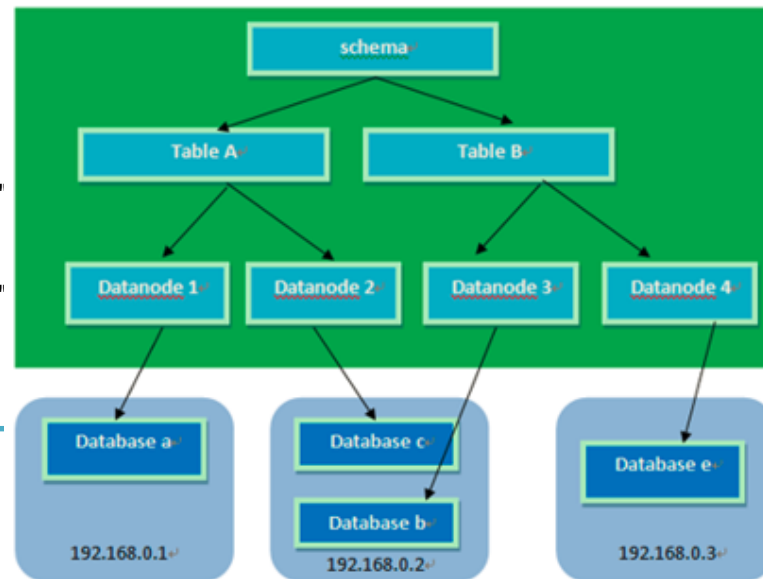 schema
Table A
Table B
Datanode 1
Datanode 2
Datanode 3
Datanode 4
Database a
Database c
Database e
Database b
192.168.0.1
192.168.0.2
192.168.0.3